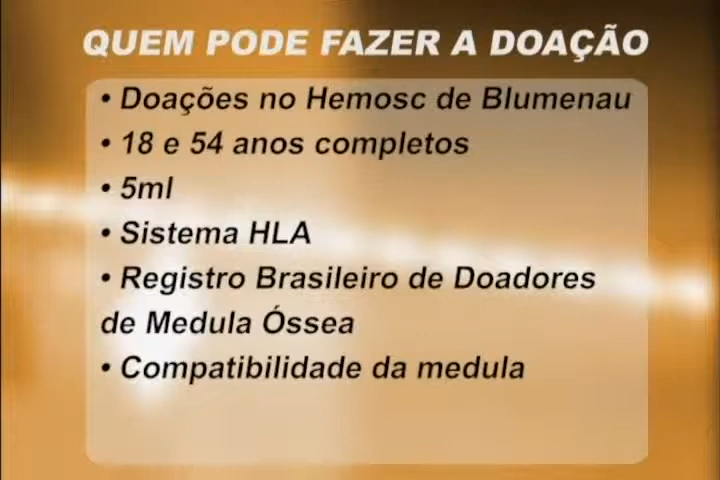 QUEM PODE FAZER A DOAÇÃO
• Doações no Hemosc de Blumenau
• 18 e 54 anos completos
• 5ml
• Sistema HLA
• Registro Brasileiro de Doadores
de Medula Óssea
• Compatibilidade da medula